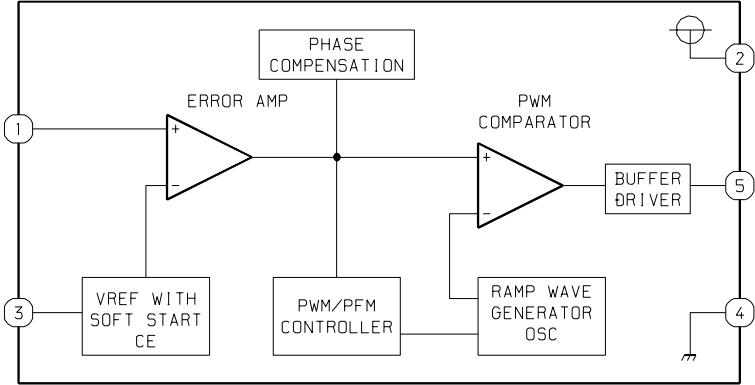 PHASE
COMPENSATION
2
ERROR AMP
PWM
COMPARATOR
1
+
-
+
-
BUFFER
DRIVER
5
3
VREF WITH
SOFT START
CE
PWM/PFM
CONTROLLER
RAMP WAVE
GENERATOR
OSC
4